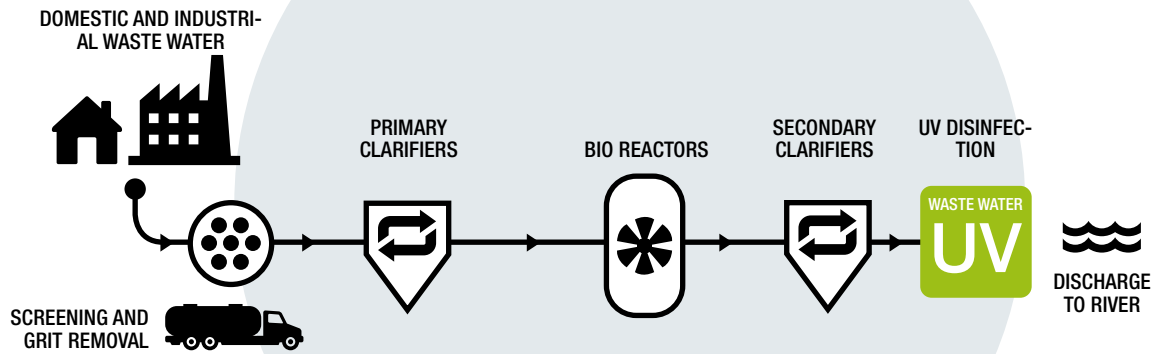 DOMESTIC AND INDUSTRI-
AL WASTE WATER
PRIMARY
CLARIFIERS
BIO REACTORS
SECONDARY
CLARIFIERS
UV DISINFEC-
TION
WASTE WATER
UV
DISCHARGE
TO RIVER
SCREENING AND
GRIT REMOVAL